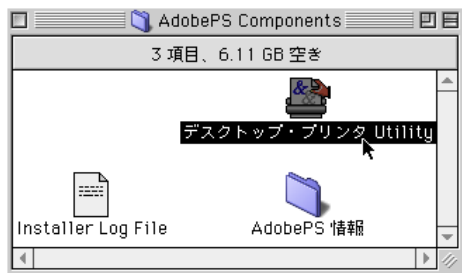 AdobePS Components
3 項目、6.11 GB 空き
デスクトップ・プリンタ Utility
Installer Log File
AdobePS 情報